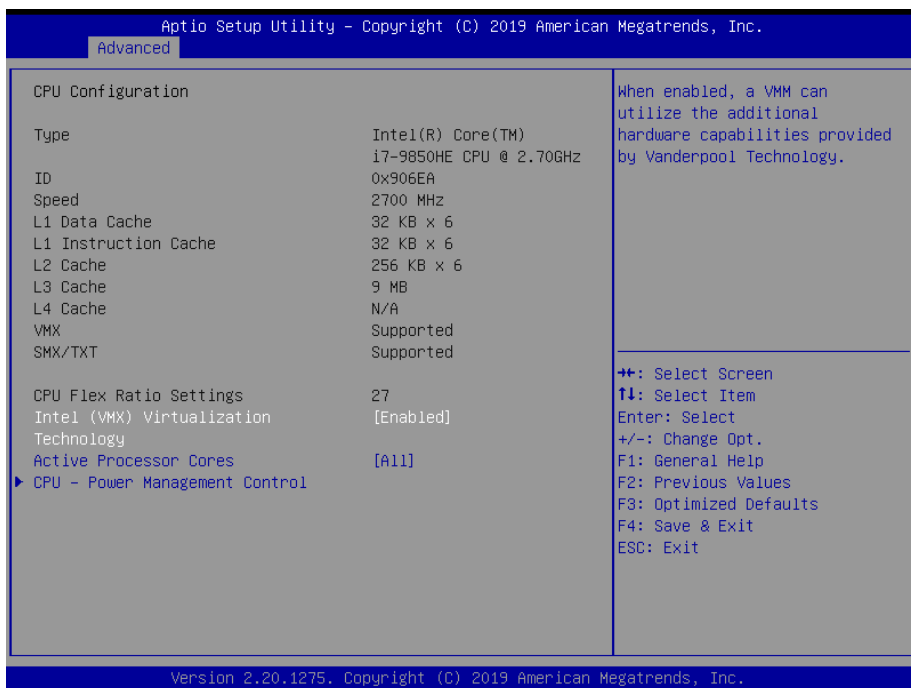 Aptio Setup Utility – Copyright (C) 2019 American Megatrends, Inc.
Advanced
CPU Configuration
Type Intel(R) Core(TM)
i7-9850HE CPU @ 2.70GHz
ID 0x906EA
Speed 2700 MHz
L1 Data Cache 32 KB x 6
L1 Instruction Cache 32 KB x 6
L2 Cache 256 KB x 6
L3 Cache 9 MB
L4 Cache N/A
VMX Supported
SMX/TXT Supported
CPU Flex Ratio Settings 27
Intel (VMX) Virtualization [Enabled]
Technology
Active Processor Cores [All]
CPU – Power Management Control
When enabled, a VMM can
utilize the additional
hardware capabilities provided
by Vanderpool Technology.
→←: Select Screen
↑↓: Select Item
Enter: Select
+/-: Change Opt.
F1: General Help
F2: Previous Values
F3: Optimized Defaults
F4: Save & Exit
ESC: Exit
Version 2.20.1275. Copyright (C) 2019 American Megatrends, Inc.